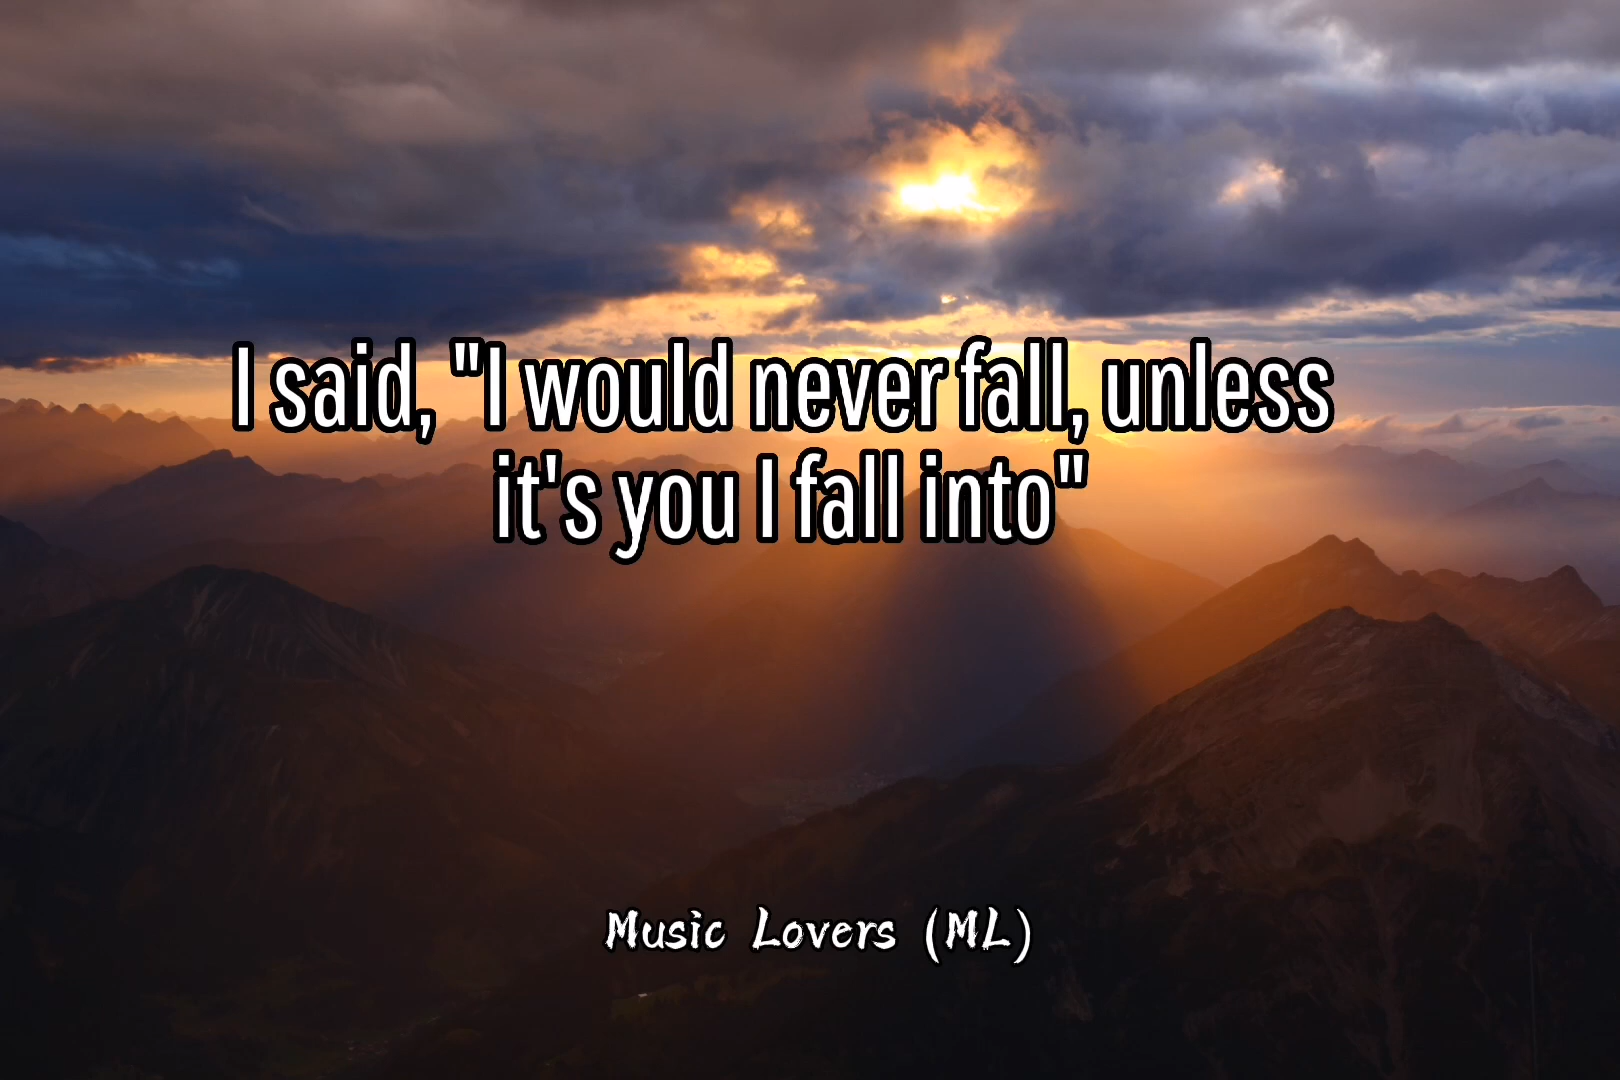 I said, "I would never fall, unless
it's you I fall into"
Music Lovers (ML)